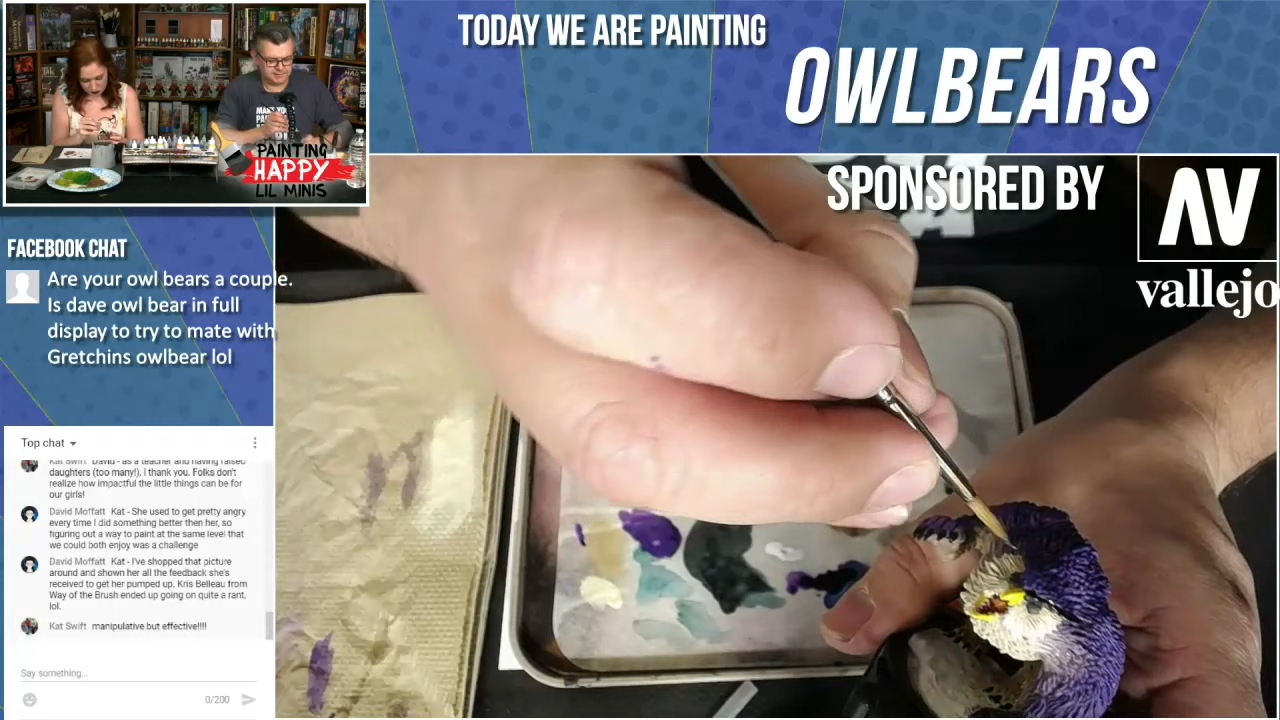 TODAY WE ARE PAINTING
OWLBEARS
SPONSORED BY
AV
vallejo
PAINTING
HAPPY
LIL MINIS
FACEBOOK CHAT
Are your owl bears a couple.
Is dave owl bear in full
display to try to mate with
Gretchins owlbear lol
Top chat
Kat Swift David - as a teacher and having raised
daughters (too many!), I thank you. Folks don't
realize how impactful the little things can be for
our girls!
David Moffatt Kat - She used to get pretty angry
every time I did something better then her, so
figuring out a way to paint at the same level that
we could both enjoy was a challenge
David Moffatt Kat - I've shopped that picture
around and shown her all the feedback she's
received to get her pumped up. Kris Belleau from
Way of the Brush ended up going on quite a rant,
lol.
Kat Swift manipulative but effective!!!!
Say something...
0/200